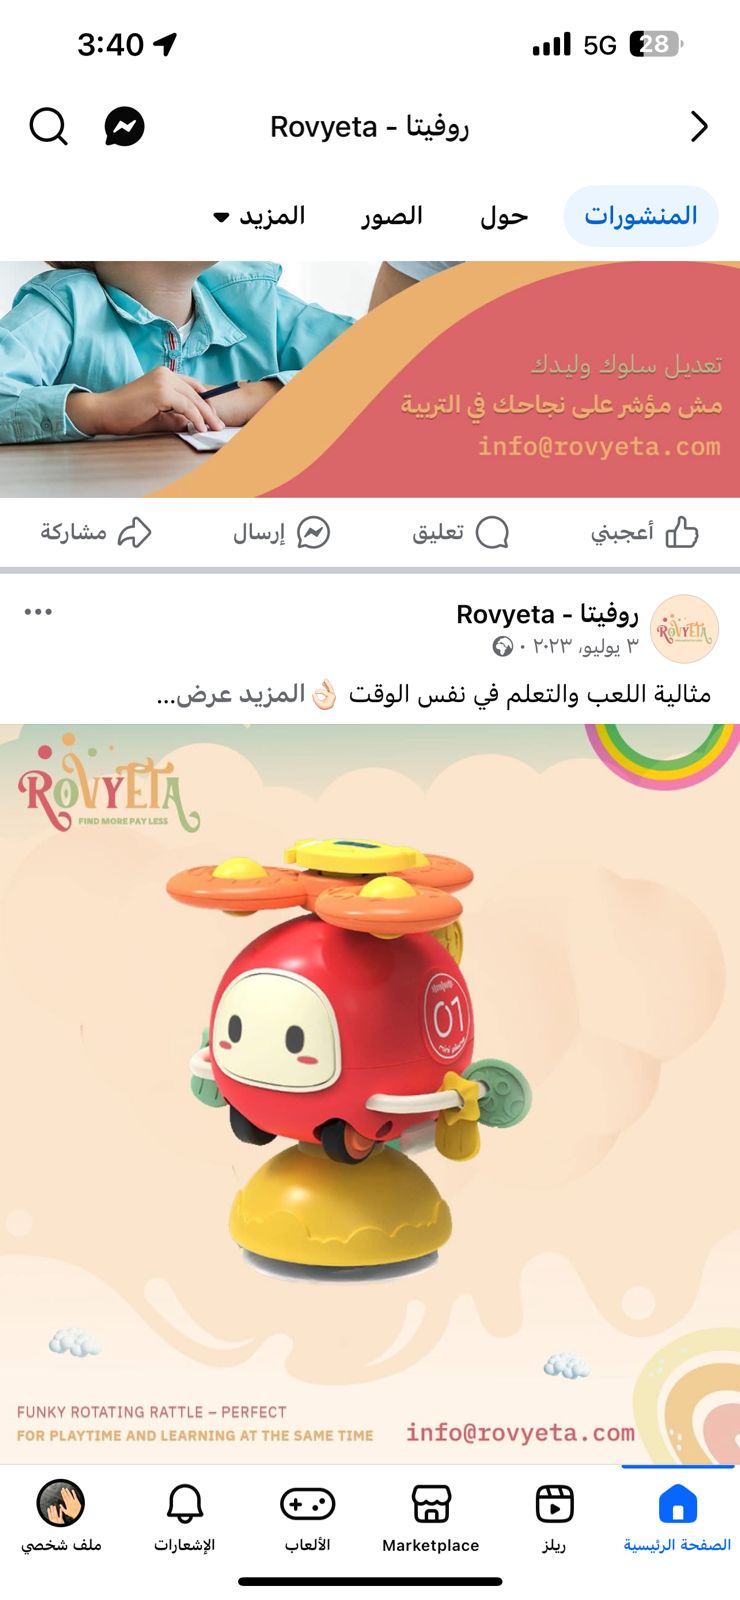 3:40
5G 28
روفيتا - Rovyeta
المنشورات
حول
الصور
المزيد
تعديل سلوك وليدك
مش مؤشر على نجاحك في التربية
info@rovyeta.com
أعجبني
تعليق
إرسال
مشاركة
روفيتا - Rovyeta
٣ يوليو، ٢٠٢٣
مثالية اللعب والتعلم في نفس الوقت 👌🏻 المزيد عرض...
ROVYETA
FIND MORE PAY LESS
01
FUNKY ROTATING RATTLE – PERFECT
FOR PLAYTIME AND LEARNING AT THE SAME TIME
info@rovyeta.com
الصفحة الرئيسية
ريلز
Marketplace
الألعاب
الإشعارات
ملف شخصي